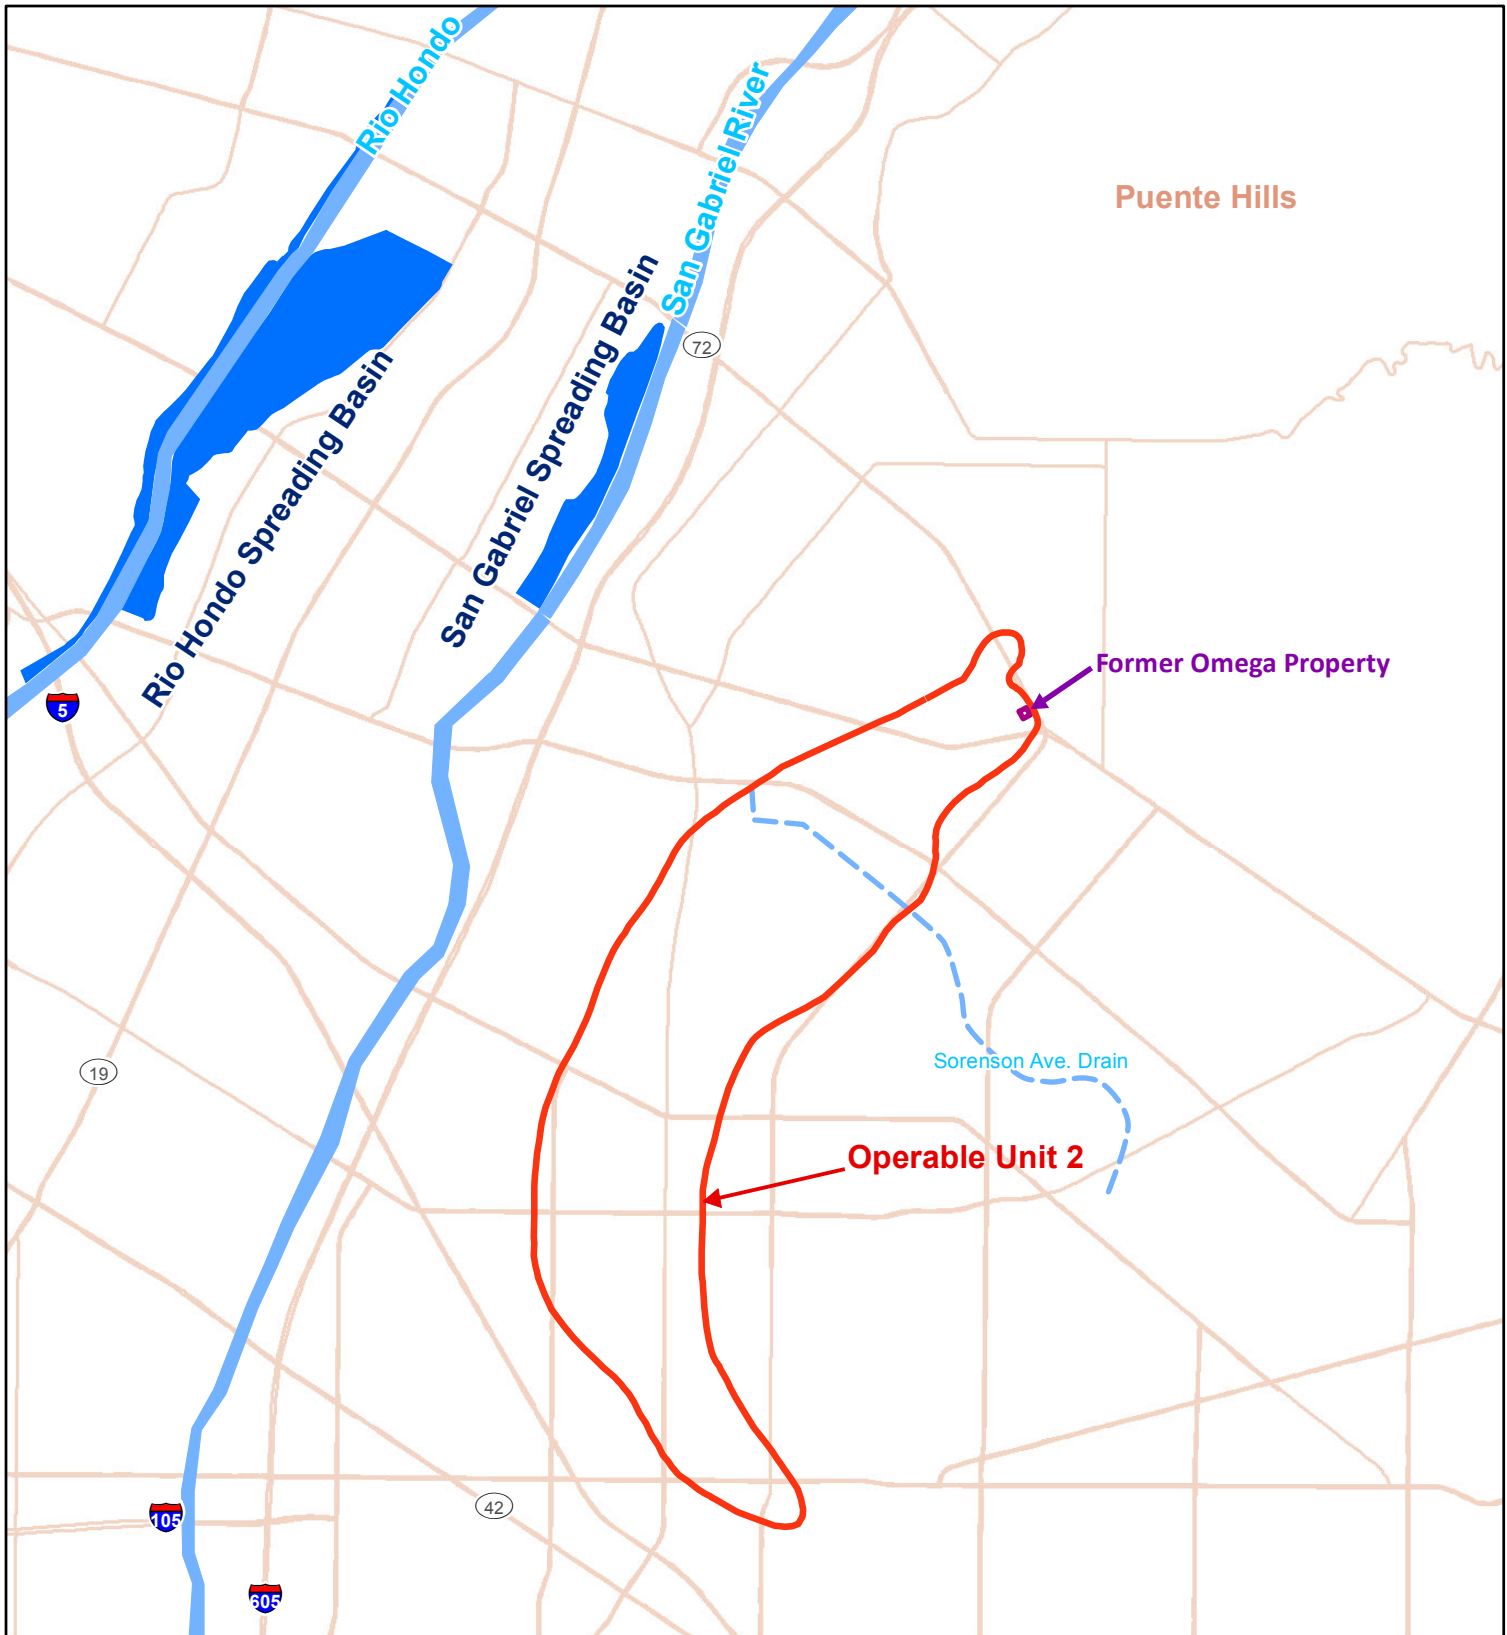 Rio Hondo
San Gabriel River
Puente Hills
San Gabriel Spreading Basin
72
Rio Hondo Spreading Basin
Former Omega Property
5
Sorenson Ave. Drain
19
Operable Unit 2
42
105
605